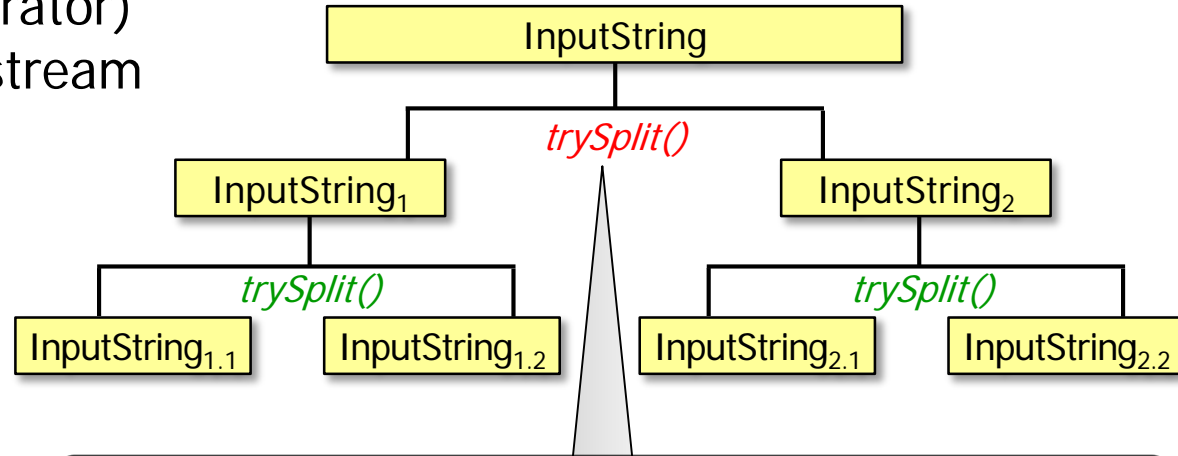 rator)
stream
InputString
trySplit()
InputString₁ InputString₂
trySplit() trySplit()
InputString₁.₁ InputString₁.₂ InputString₂.₁ InputString₂.₂